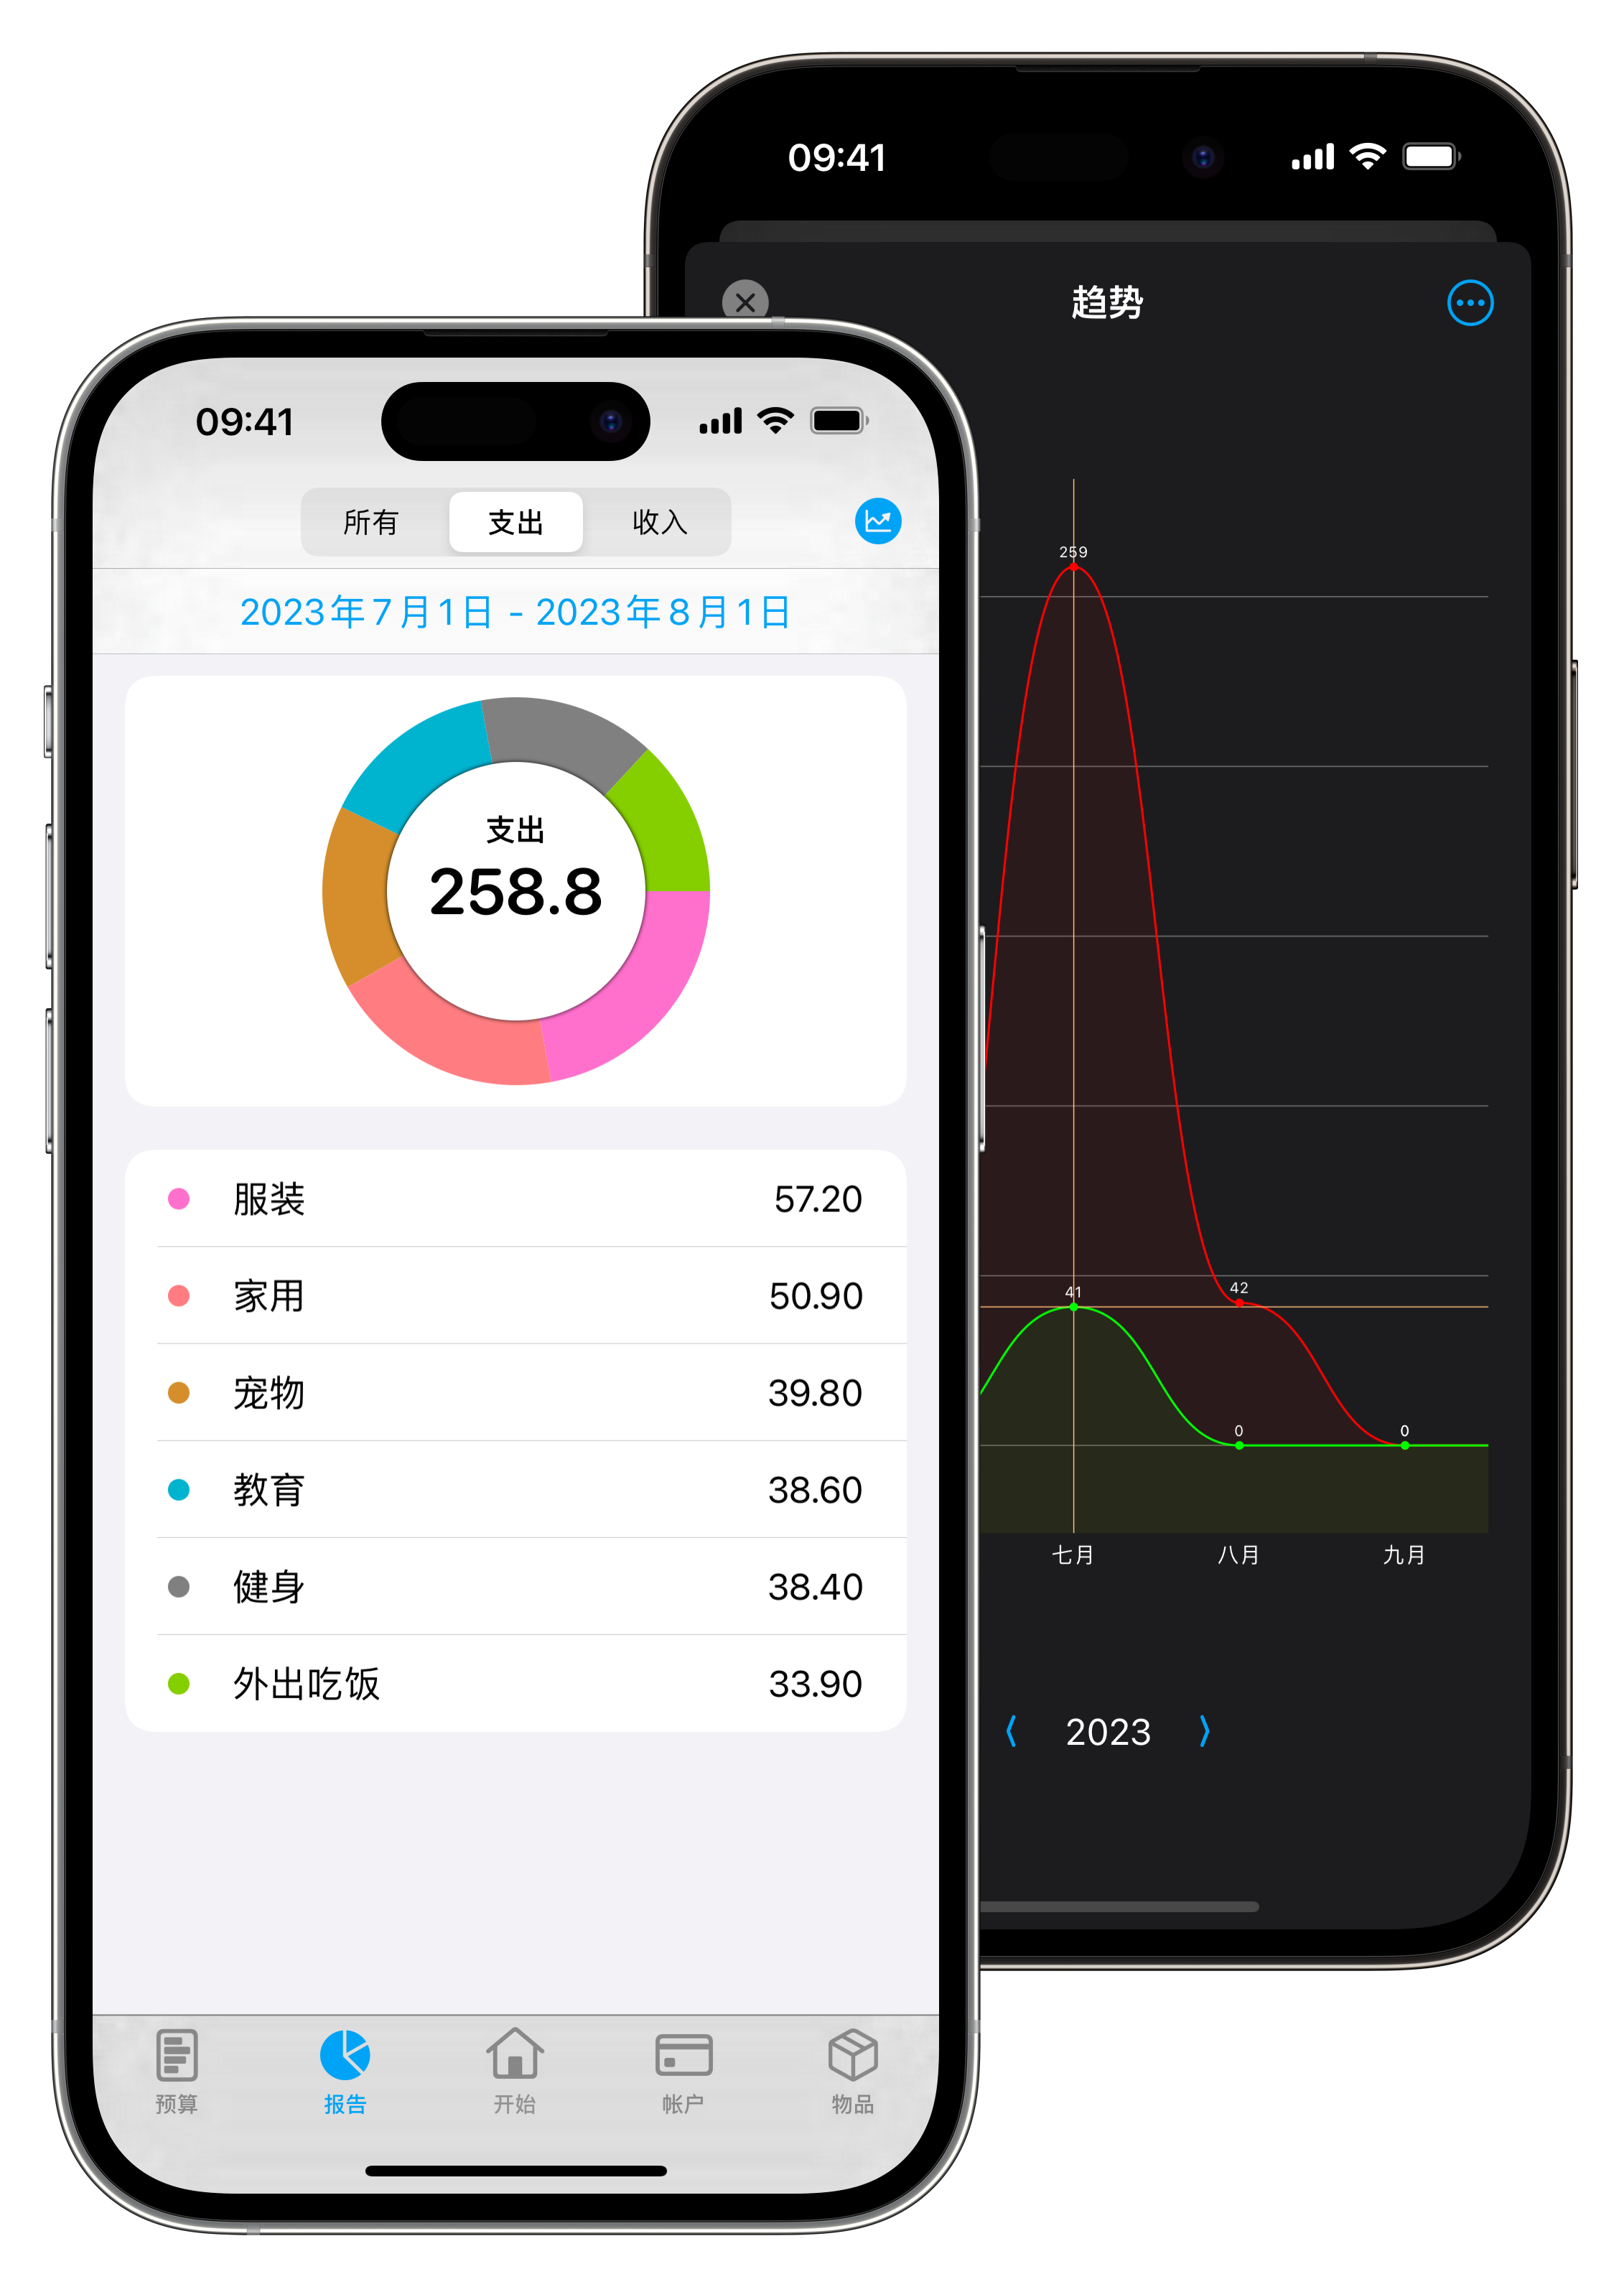 09:41
趋势
259
41
42
0
0
七月 八月 九月
2023
09:41
所有 支出 收入
2023年7月1日 - 2023年8月1日
支出
258.8
服装 57.20
家用 50.90
宠物 39.80
教育 38.60
健身 38.40
外出吃饭 33.90
预算 报告 开始 帐户 物品